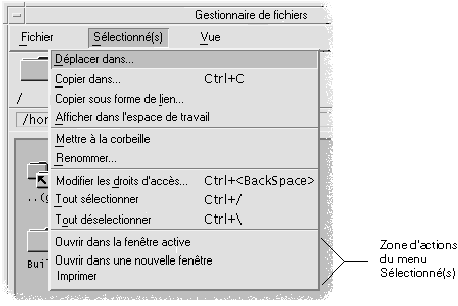 Gestionnaire de fichiers
Fichier Sélectionné(s) Vue
Déplacer dans...
Copier dans... Ctrl+C
Copier sous forme de lien...
/
Afficher dans l'espace de travail
/hor
Mettre à la corbeille
Renommer...
Modifier les droits d'accès... Ctrl+<BackSpace>
Tout sélectionner Ctrl+/
..(g
Tout déselectionner Ctrl+\
Ouvrir dans la fenêtre active
Ouvrir dans une nouvelle fenêtre
Buil
Imprimer
Zone d'actions
du menu
Sélectionné(s)